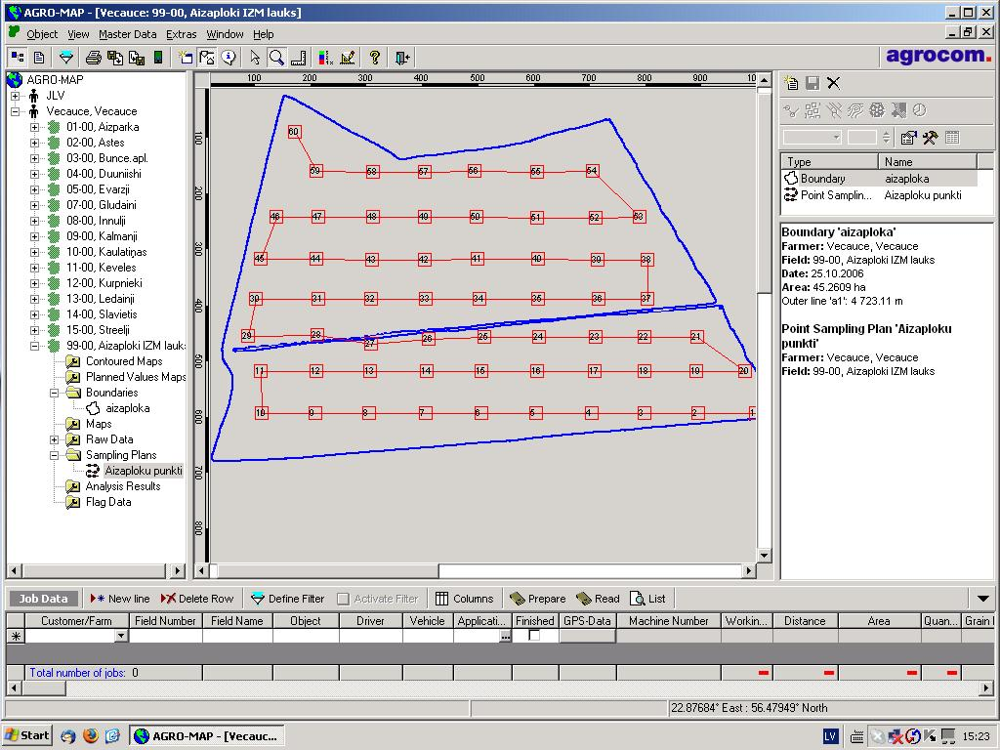 AGRO-MAP - [Vecauce: 99-00, Aizaploki IZM lauks]
Object View Master Data Extras Window Help
agrocom.
AGRO-MAP
JLV
Vecauce, Vecauce
01-00, Aizparka
02-00, Astes
03-00, Bunce.apl.
04-00, Duuniishi
05-00, Evarzji
07-00, Gludaini
08-00, Innulji
09-00, Kalmanji
10-00, Kaulatiņas
11-00, Keveles
12-00, Kurpnieki
13-00, Ledainji
14-00, Slavietis
15-00, Streelji
99-00, Aizaploki IZM lauks
Contoured Maps
Planned Values Maps
Boundaries
aizaploka
Maps
Raw Data
Sampling Plans
Aizaploku punkti
Analysis Results
Flag Data
100 200 300 400 500 600 700 800 900 10
100
200
300
400
500
600
700
800
60
59 58 57 56 55 54
46 47 48 49 50 51 52 53
45 44 43 42 41 40 39 38
30 31 32 33 34 35 36 37
29 28 27 26 25 24 23 22 21
11 12 13 14 15 16 17 18 19 20
10 9 8 7 6 5 4 3 2 1
Type Name
Boundary aizaploka
Point Samplin... Aizaploku punkti
Boundary 'aizaploka'
Farmer: Vecauce, Vecauce
Field: 99-00, Aizaploki IZM lauks
Date: 25.10.2006
Area: 45.2609 ha
Outer line 'a1': 4 723.11 m
Point Sampling Plan 'Aizaploku
punkti'
Farmer: Vecauce, Vecauce
Field: 99-00, Aizaploki IZM lauks
Job Data New line Delete Row Define Filter Activate Filter Columns Prepare Read List
Customer/Farm Field Number Field Name Object Driver Vehicle Applicati... Finished GPS-Data Machine Number Workin... Distance Area Quan... Grain
Total number of jobs: 0
22.87684° East : 56.47949° North
Start AGRO-MAP - [Vecauc... LV 15:23